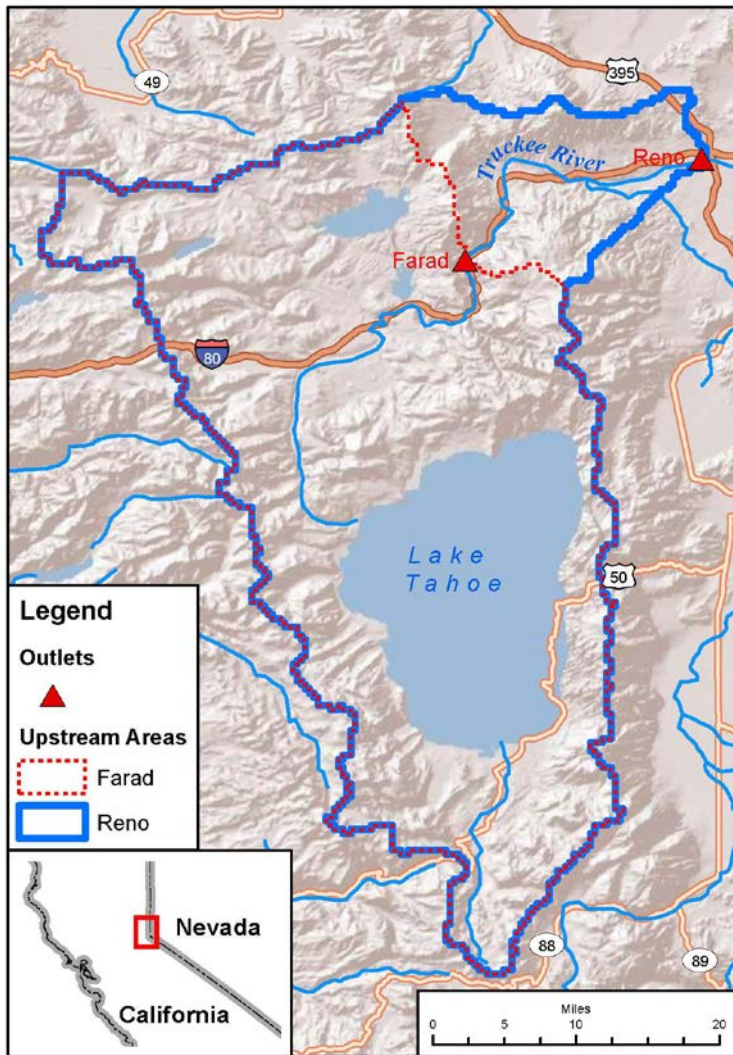 49
395
Truckee River
Reno
Farad
80
Lake
Tahoe
50
Legend
Outlets
Upstream Areas
Farad
Reno
Nevada
California
88
89
Miles
0 5 10 20